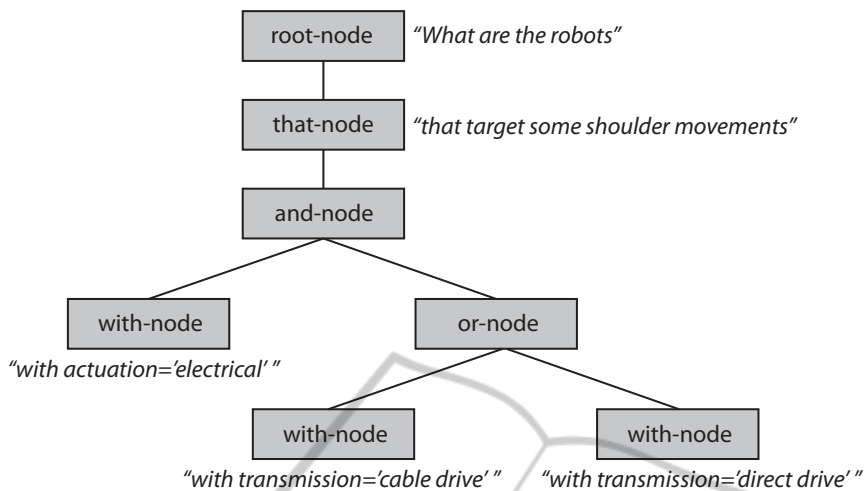 root-node “What are the robots”
that-node “that target some shoulder movements”
and-node
with-node or-node
“with actuation=’electrical’ ”
with-node with-node
“with transmission=’cable drive’ ” “with transmission=’direct drive’ ”